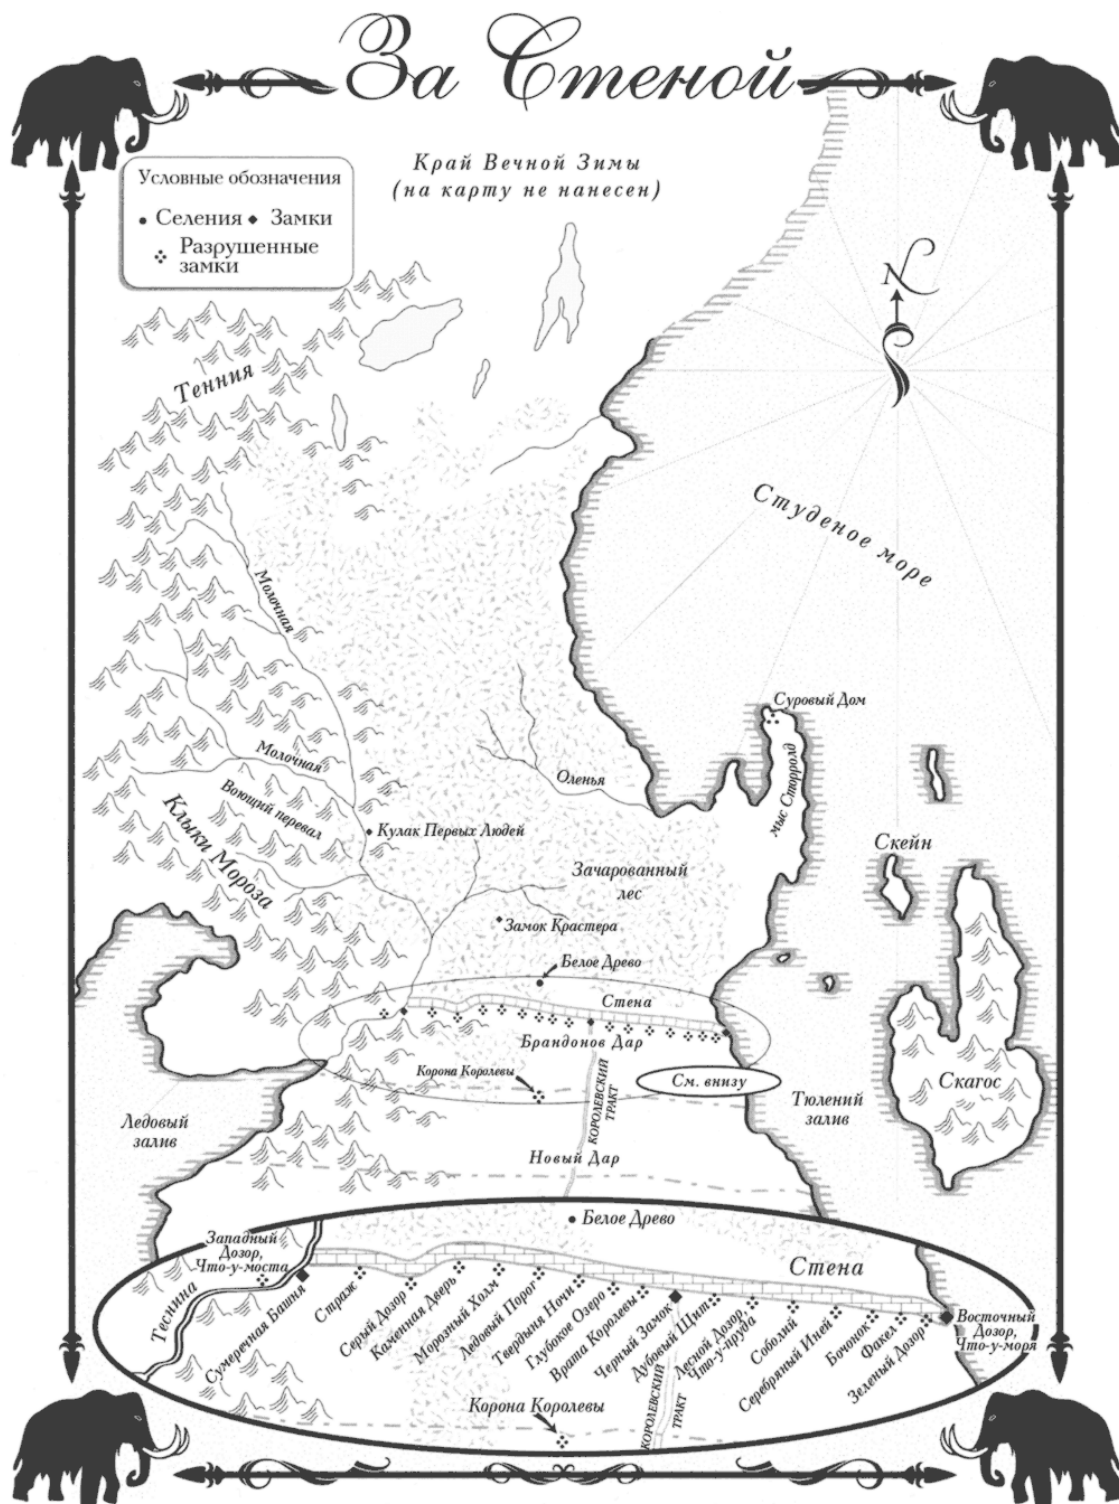 За Стеной
Край Вечной Зимы
(на карту не нанесен)
Условные обозначения
Селения
Замки
Разрушенные
замки
N
Тенния
Студеное море
Молочная
Суровый Дом
Молочная
Оленья
мыс Сторролд
Воющий перевал
Клыки Мороза
Кулак Первых Людей
Скейн
Зачарованный
лес
Замок Крастера
Белое Древо
Стена
Брандонов Дар
Корона Королевы
См. внизу
КОРОЛЕВСКИЙ
ТРАКТ
Скагос
Тюлений
залив
Ледовый
залив
Новый Дар
Белое Древо
Западный
Дозор,
Что-у-моста
Стена
Теснина
Сумеречная Башня
Страж
Серый Дозор
Каменная Дверь
Морозный Холм
Ледовый Порог
Твердыня Ночи
Глубокое Озеро
Врата Королевы
Черный Замок
Дубовый Щит
Лесной Дозор,
Что-у-пруда
Соболий
Серебряный Иней
Бочонок
Факел
Зеленый Дозор
Восточный
Дозор,
Что-у-моря
Корона Королевы
КОРОЛЕВСКИЙ
ТРАКТ